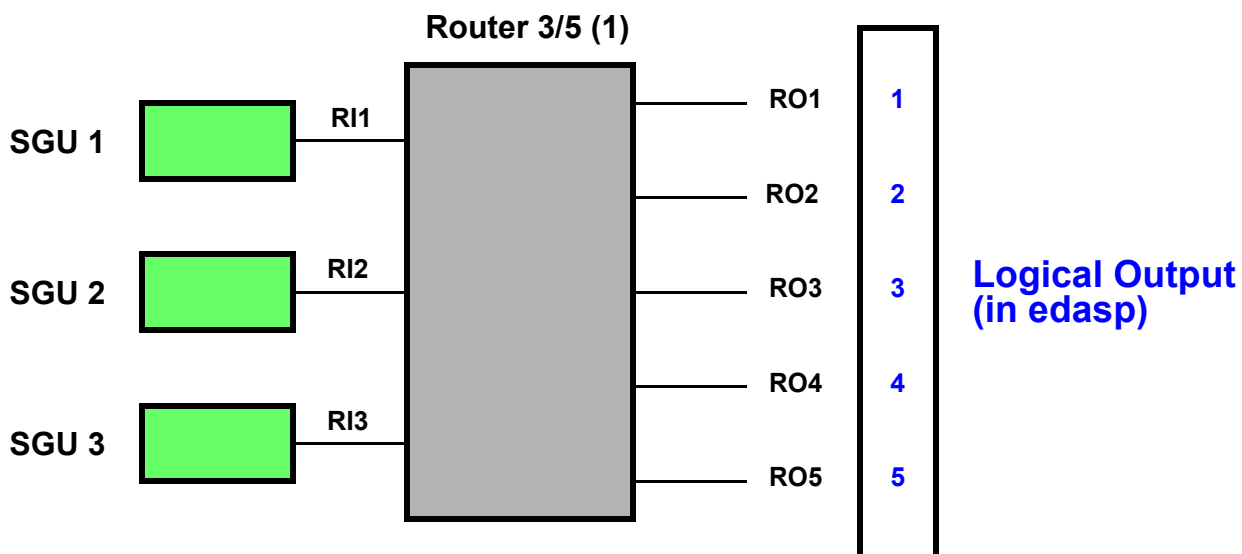 Router 3/5 (1)
SGU 1
RI1
RO1
1
RO2
2
SGU 2
RI2
RO3
3
Logical Output
(in edasp)
RO4
4
SGU 3
RI3
RO5
5